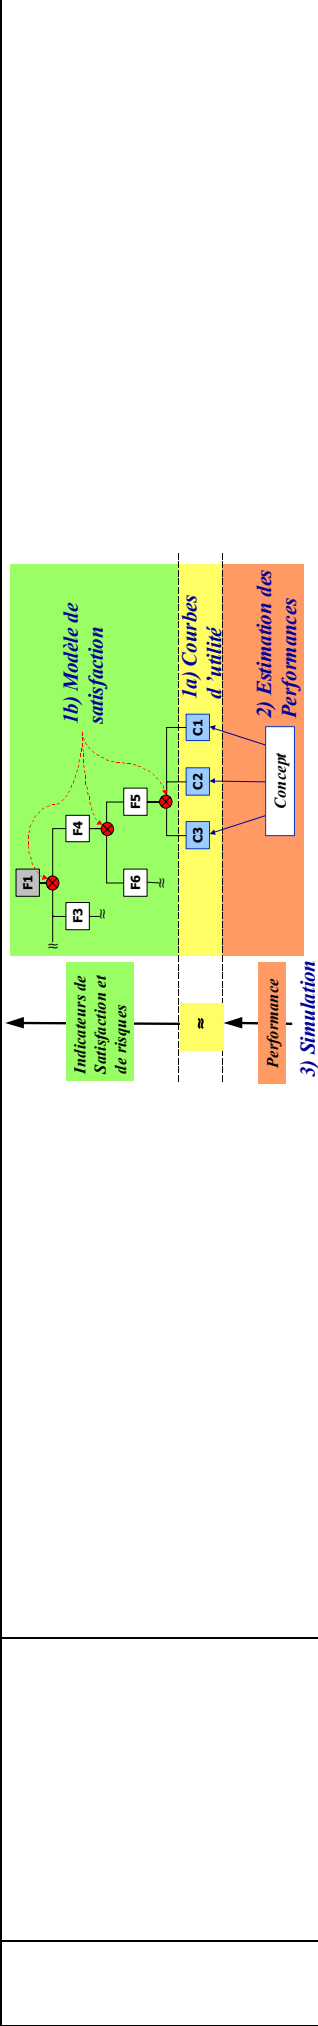 Indicateurs de
Satisfaction et
de risques
≈
Performance
3) Simulation
F1
F3
≈
≈
F4
F6
≈
F5
C3
C2
C1
Concept
1b) Modèle de
satisfaction
1a) Courbes
d ’utilité
2) Estimation des
Performances